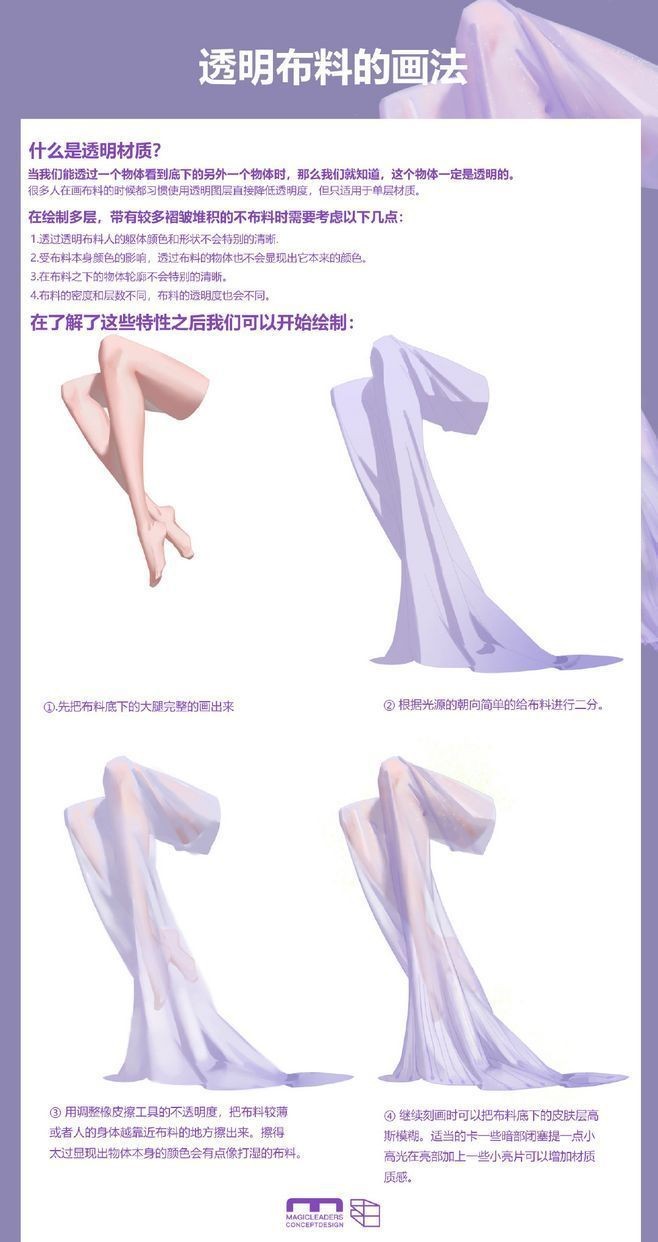 透明布料的画法
什么是透明材质？
当我们能透过一个物体看到底下的另外一个物体时，那么我们就知道，这个物体一定是透明的。
很多人在画布料的时候都习惯使用透明图层直接降低透明度，但只适用于单层材质。
在绘制多层，带有较多褶皱堆积的不布料时需要考虑以下几点：
1.透过透明布料人的躯体颜色和形状不会特别的清晰.
2.受布料本身颜色的影响，透过布料的物体也不会显现出它本来的颜色。
3.在布料之下的物体轮廓不会特别的清晰。
4.布料的密度和层数不同，布料的透明度也会不同。
在了解了这些特性之后我们可以开始绘制：
①.先把布料底下的大腿完整的画出来
② 根据光源的朝向简单的给布料进行二分。
③ 用调整橡皮擦工具的不透明度，把布料较薄
或者人的身体越靠近布料的地方擦出来。擦得
太过显现出物体本身的颜色会有点像打湿的布料。
④ 继续刻画时可以把布料底下的皮肤层高
斯模糊。适当的卡一些暗部闭塞提一点小
高光在亮部加上一些小亮片可以增加材质
质感。
MAGICLEADERS
CONCEPTDESIGN